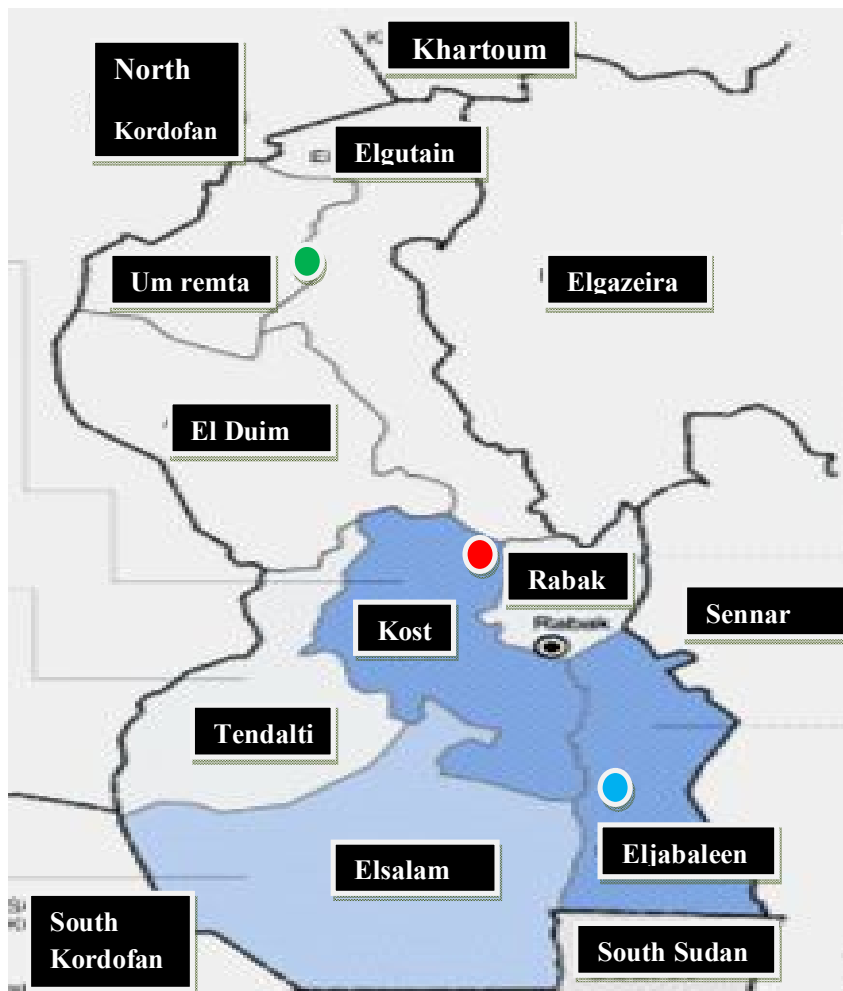 Khartoum
North
Kordofan
Elgutain
Um remta
Elgazeira
El Duim
Rabak
Sennar
Kost
Rabak
Tendalti
Eljabaleen
Elsalam
South
Kordofan
South Sudan